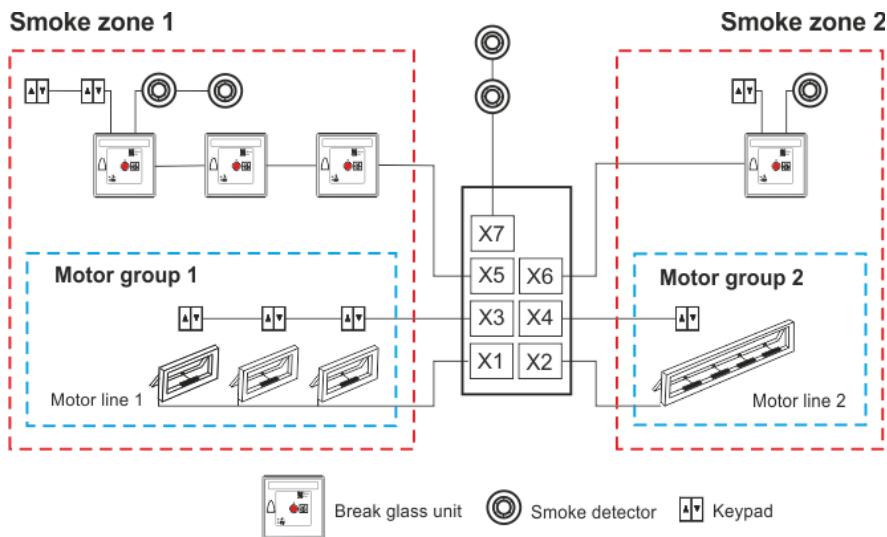 Smoke zone 1
Smoke zone 2
X7
Motor group 1
X5
X6
Motor group 2
X3
X4
X1
X2
Motor line 1
Motor line 2
Break glass unit
Smoke detector
Keypad